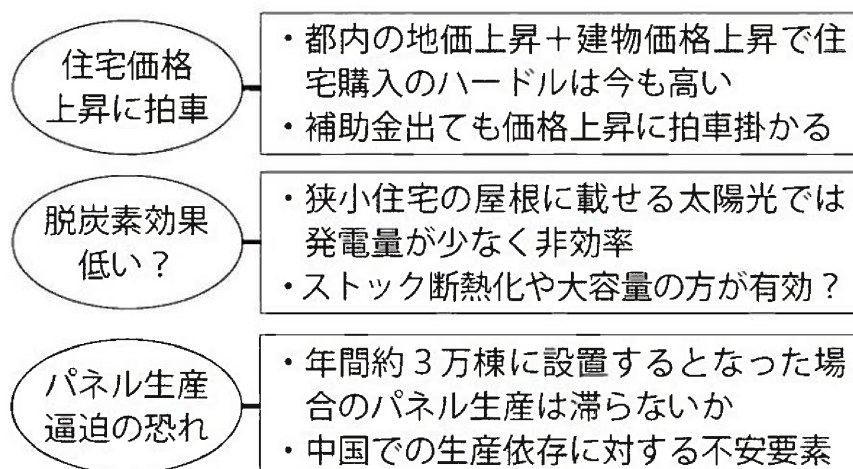 住宅価格
上昇に拍車
・都内の地価上昇＋建物価格上昇で住
宅購入のハードルは今も高い
・補助金出ても価格上昇に拍車掛かる
脱炭素効果
低い？
・狭小住宅の屋根に載せる太陽光では
発電量が少なく非効率
・ストック断熱化や大容量の方が有効？
パネル生産
逼迫の恐れ
・年間約３万棟に設置するとなった場
合のパネル生産は滞らないか
・中国での生産依存に対する不安要素